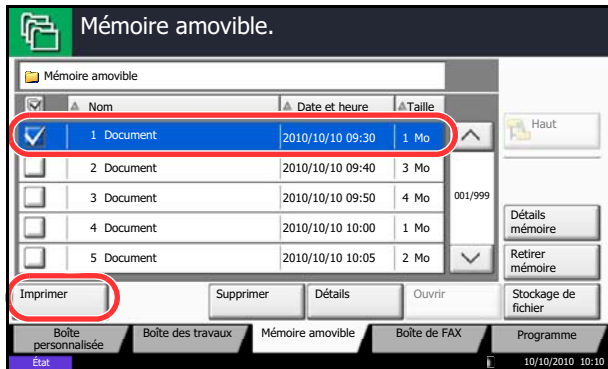 Mémoire amovible.
Mémoire amovible
Nom Date et heure Taille
1 Document 2010/10/10 09:30 1 Mo
2 Document 2010/10/10 09:40 3 Mo
3 Document 2010/10/10 09:50 4 Mo
4 Document 2010/10/10 10:00 1 Mo
5 Document 2010/10/10 10:05 2 Mo
001/999
Haut
Détails
mémoire
Retirer
mémoire
Imprimer Supprimer Détails Ouvrir
Stockage de
fichier
Boîte
personnalisée
Boîte des travaux Mémoire amovible Boîte de FAX Programme
État 10/10/2010 10:10